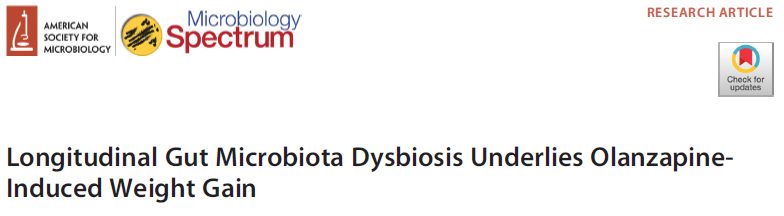 AMERICAN
SOCIETY FOR
MICROBIOLOGY
Microbiology
Spectrum
RESEARCH ARTICLE
Check for
updates
Longitudinal Gut Microbiota Dysbiosis Underlies Olanzapine-
Induced Weight Gain